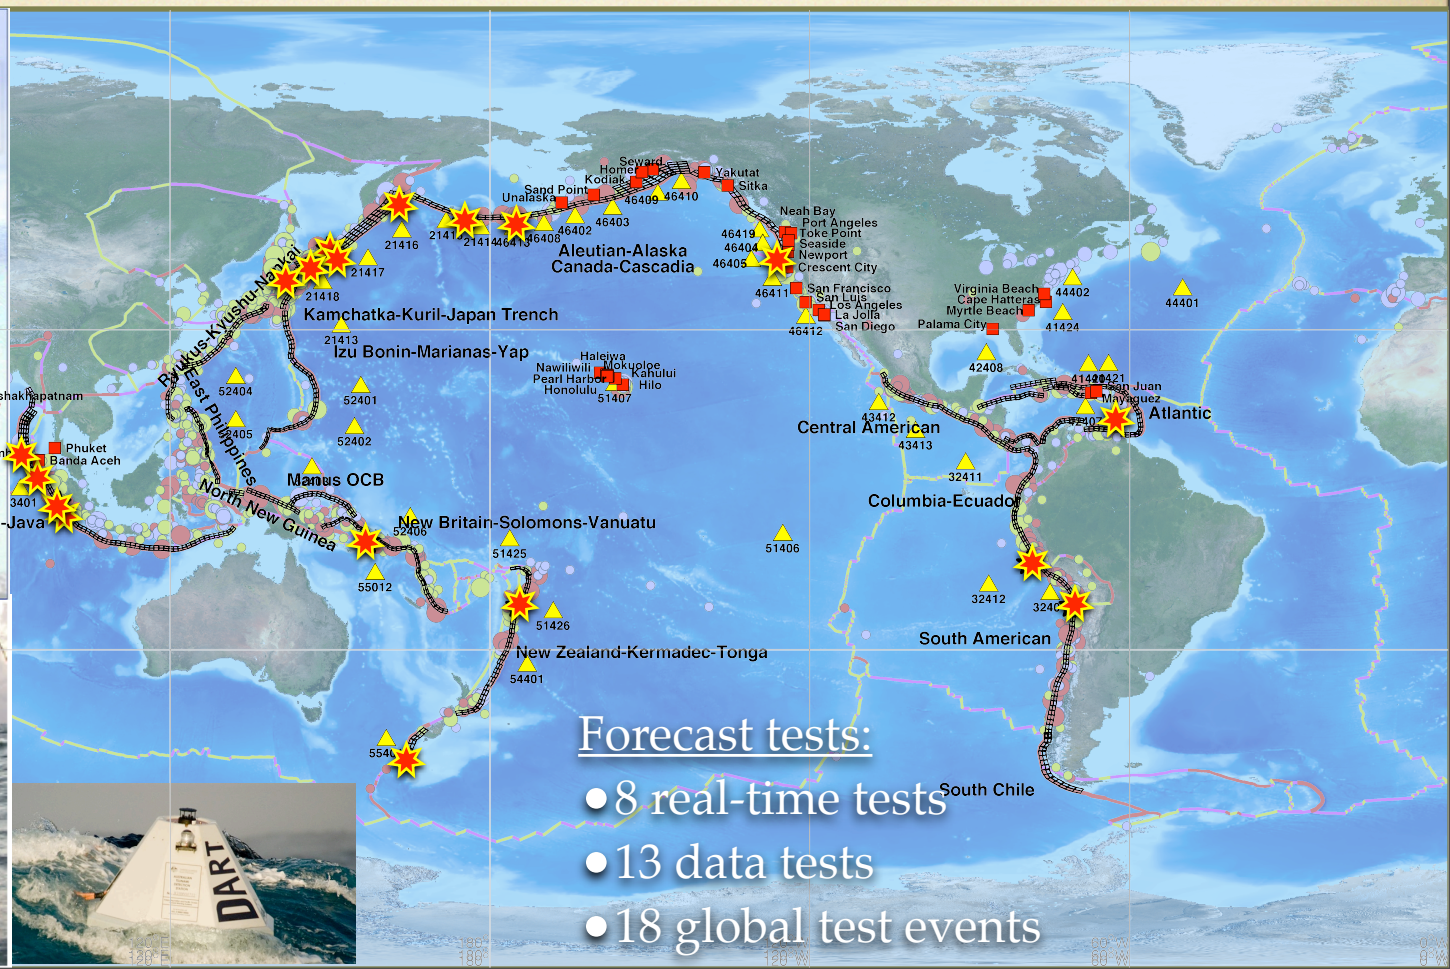 Seward
Homer
Kodiak
Yakutat
Sitka
Sand Point
Unalaska
46410
46409
46403
46402
46408
21414
21416
21417
21418
21413
Aleutian-Alaska
Canada-Cascadia
Neah Bay
Port Angeles
46419
Toke Point
46404
Seaside
Newport
46405
Crescent City
46411
San Francisco
San Luis
Los Angeles
La Jolla
46412
San Diego
Virginia Beach
Cape Hatteras
Myrtle Beach
Palama City
44402
44401
41424
42408
Kamchatka-Kuril-Japan Trench
Izu Bonin-Marianas-Yap
Ryukus-Kyushu-Nankai
East Philippines
Haleiwa
Nawiliwili
Mokuoloe
Pearl Harbor
Kahului
Honolulu
Hilo
51407
52404
52401
52402
San Juan
Mayaguez
Atlantic
43412
Central American
43413
32411
Columbia-Ecuador
Phuket
Banda Aceh
3401
-Java
Manus OCB
North New Guinea
New Britain-Solomons-Vanuatu
52406
51425
51406
55012
51426
32412
South American
New Zealand-Kermadec-Tonga
54401
South Chile
Forecast tests:
•8 real-time tests
•13 data tests
•18 global test events
DART